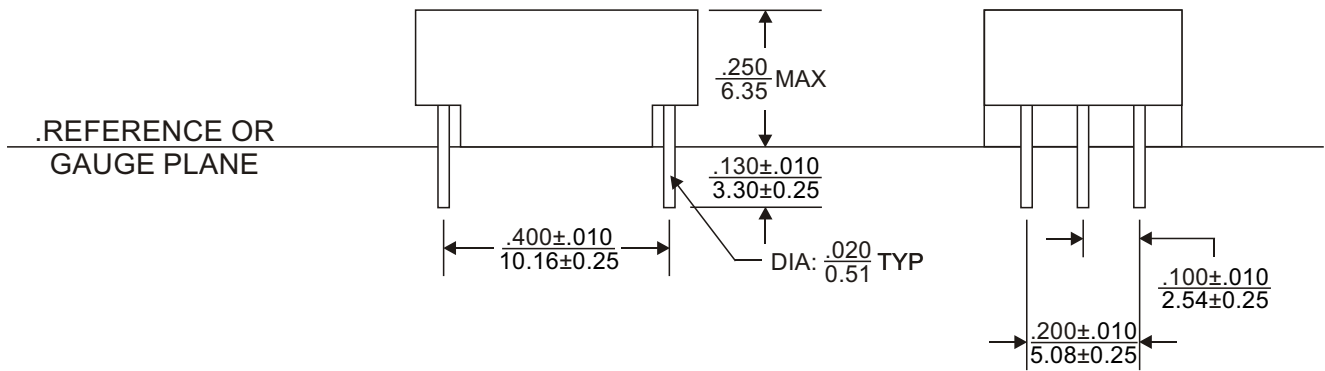 .250
6.35 MAX
.REFERENCE OR
GAUGE PLANE
.130±.010
3.30±0.25
.400±.010
10.16±0.25
DIA: .020
0.51 TYP
.100±.010
2.54±0.25
.200±.010
5.08±0.25